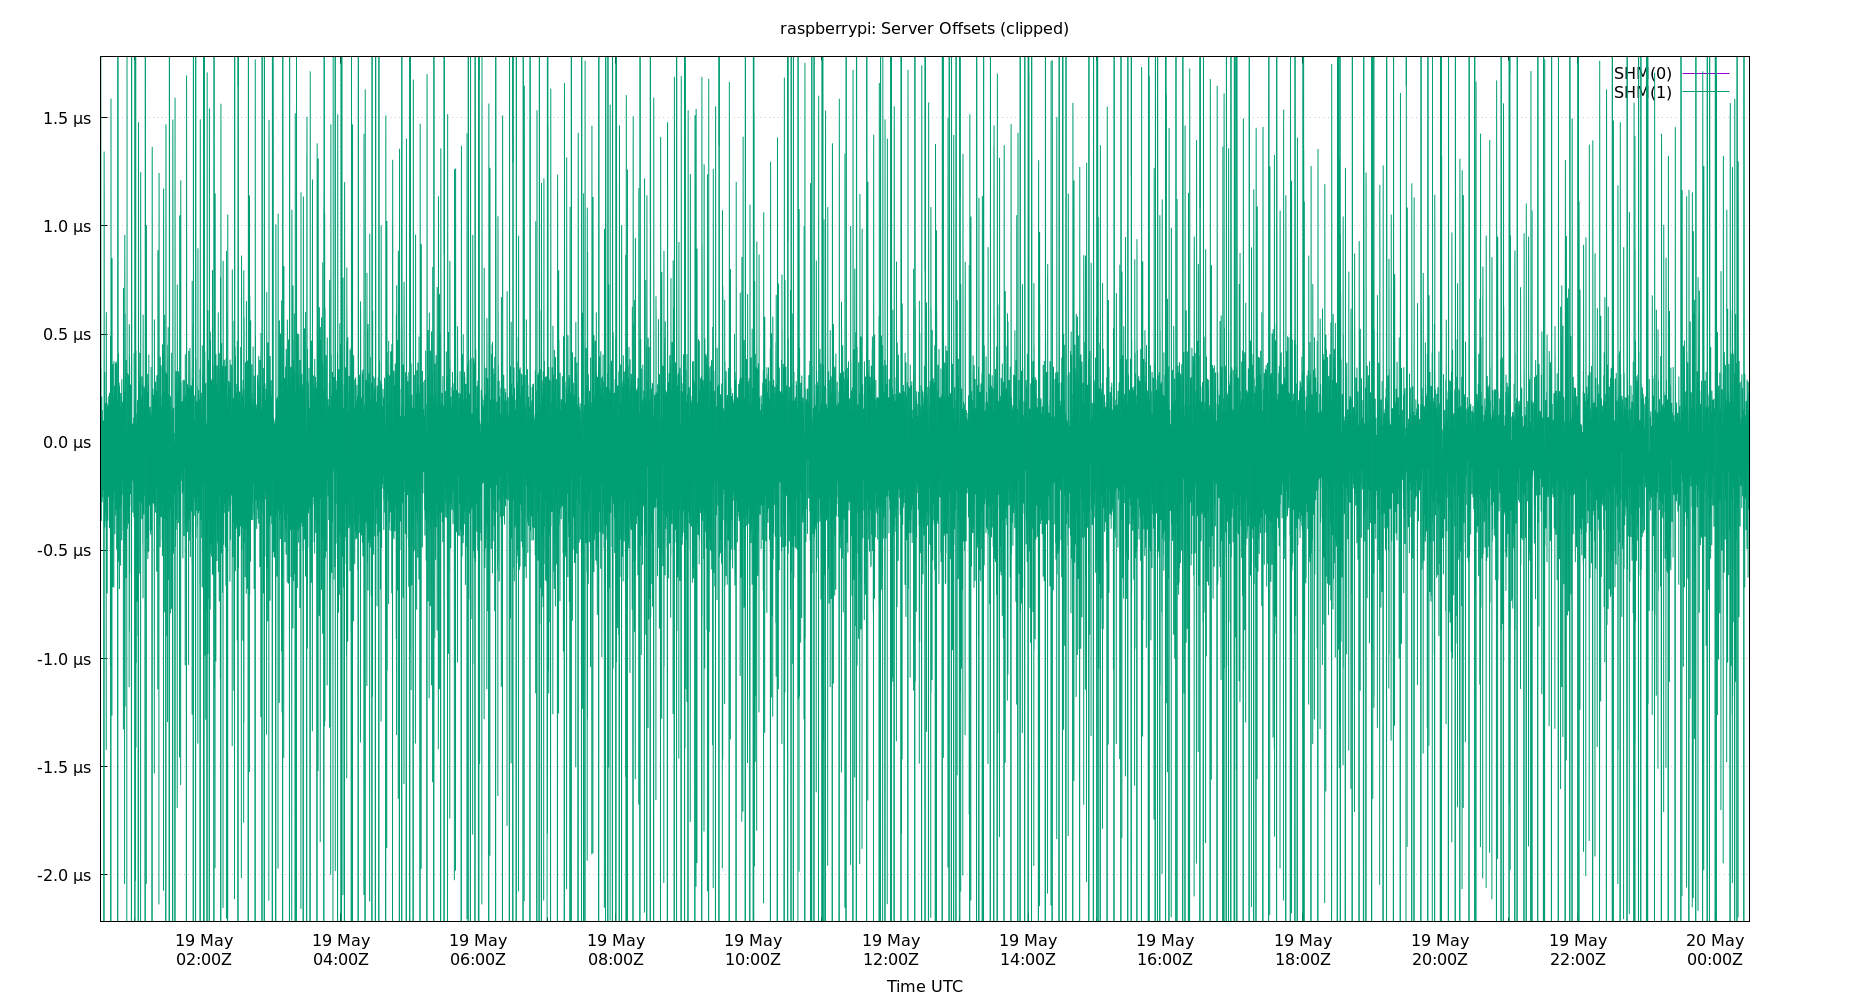 raspberrypi: Server Offsets (clipped)
SHM(0)
SHM(1)
1.5 µs
1.0 µs
0.5 µs
0.0 µs
-0.5 µs
-1.0 µs
-1.5 µs
-2.0 µs
19 May 19 May 19 May 19 May 19 May 19 May 19 May 19 May 19 May 19 May 19 May 20 May
02:00Z 04:00Z 06:00Z 08:00Z 10:00Z 12:00Z 14:00Z 16:00Z 18:00Z 20:00Z 22:00Z 00:00Z
Time UTC